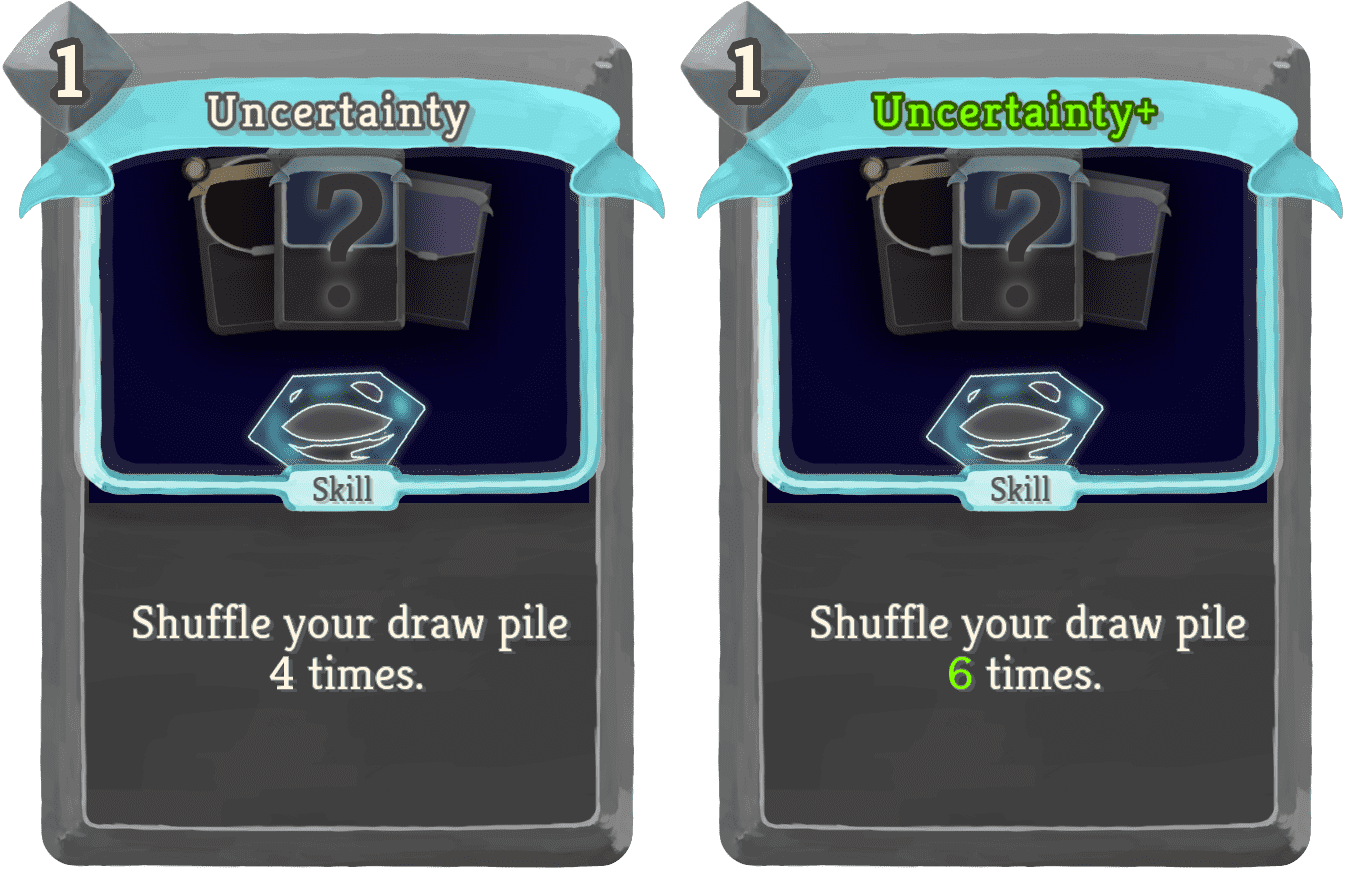 1
Uncertainty
?
Skill
Shuffle your draw pile
4 times.
1
Uncertainty+
?
Skill
Shuffle your draw pile
6 times.